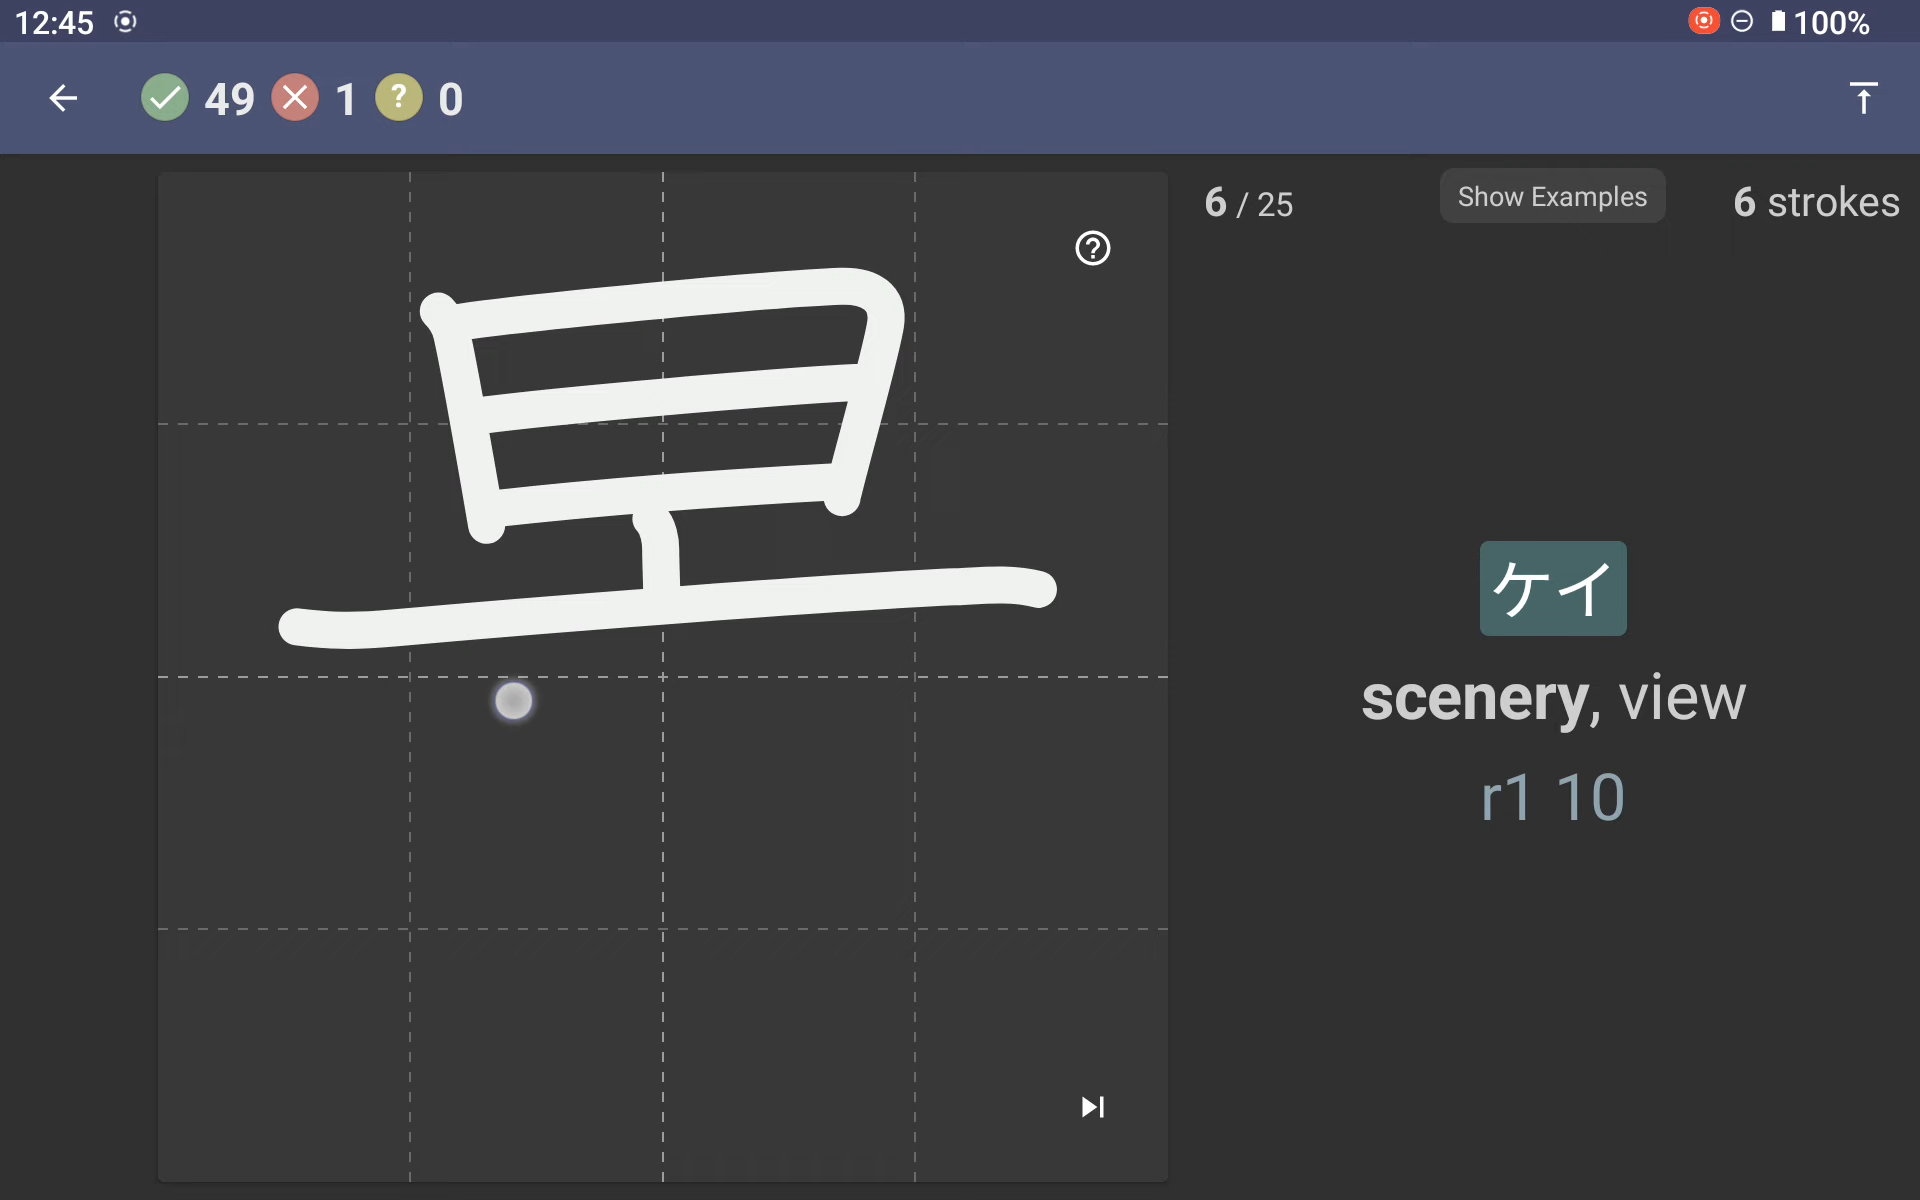 12:45 100%
49 1 ? 0
6 / 25 Show Examples 6 strokes
?
ケイ
scenery, view
r1 10